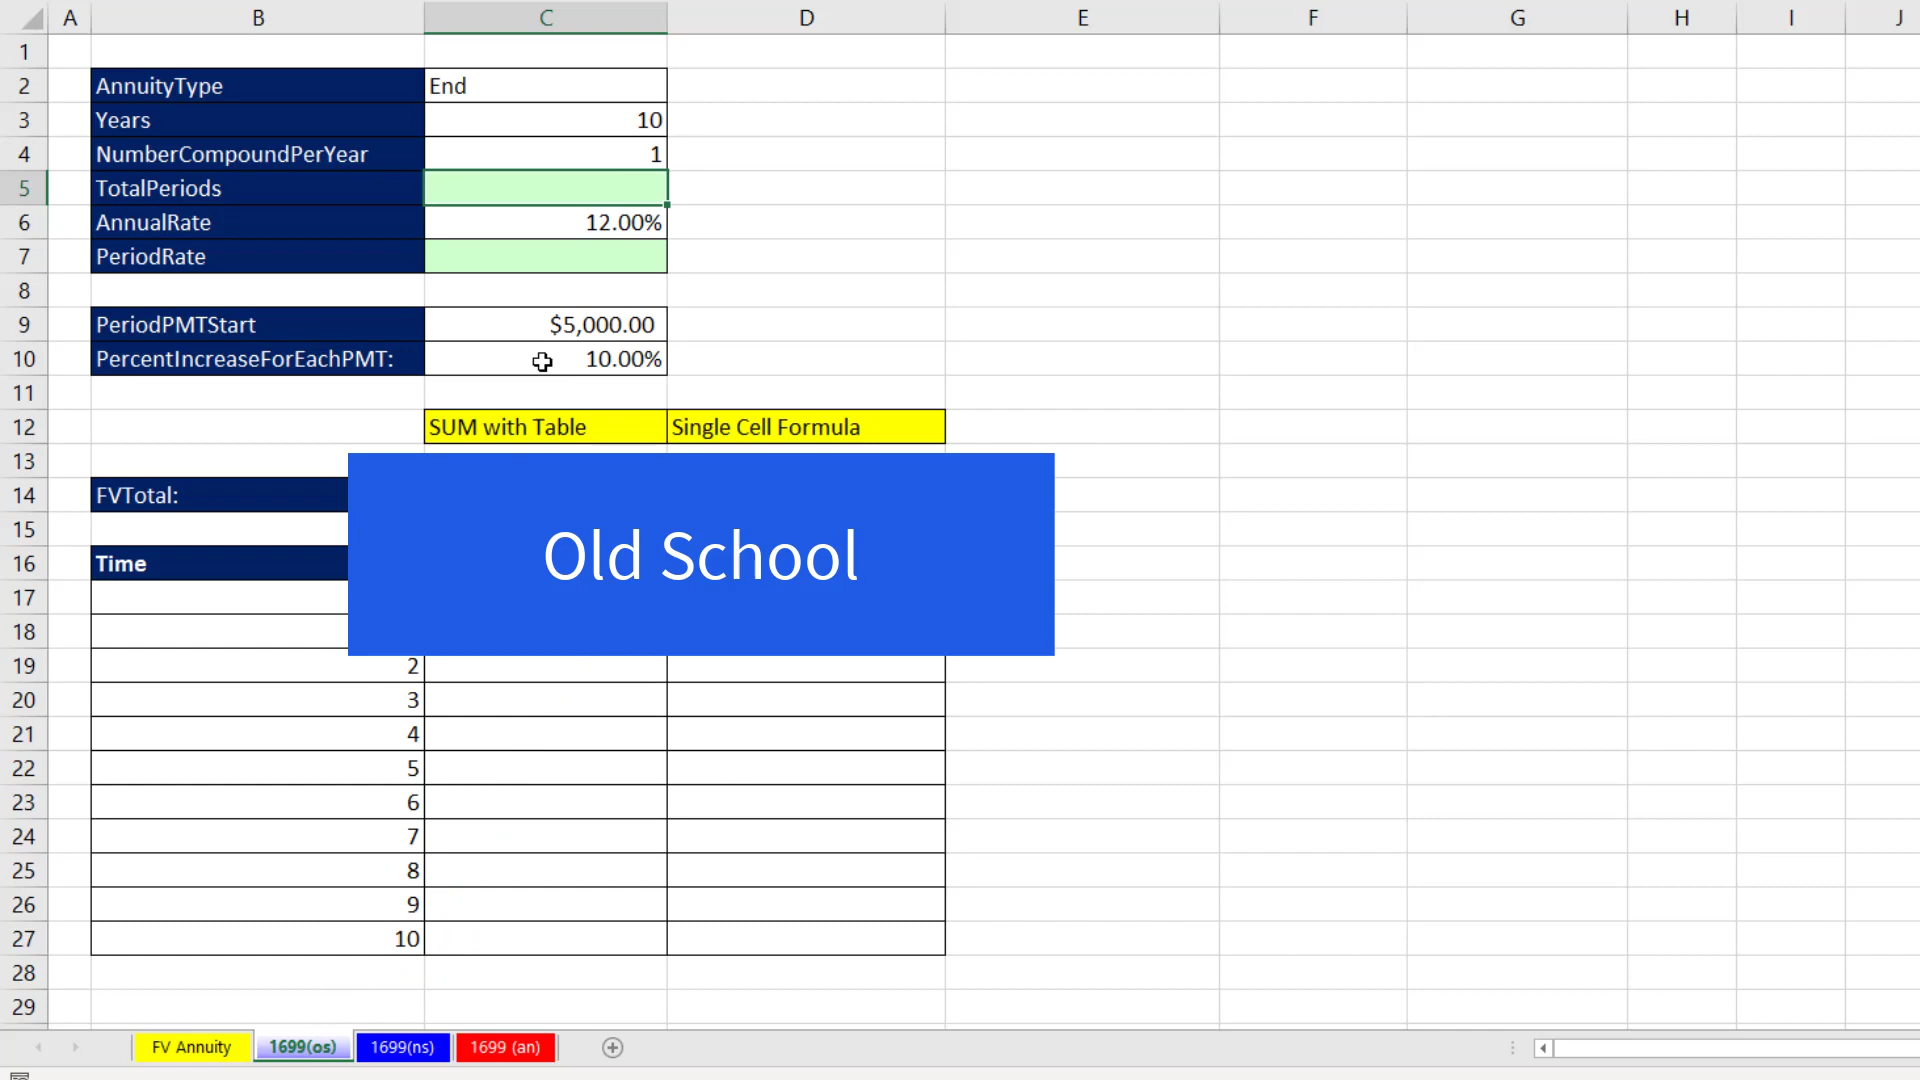 A B C D E F G H I J
1
2 AnnuityType End
3 Years 10
4 NumberCompoundPerYear 1
5 TotalPeriods
6 AnnualRate 12.00%
7 PeriodRate
8
9 PeriodPMTStart $5,000.00
10 PercentIncreaseForEachPMT: 10.00%
11
12 SUM with Table Single Cell Formula
13
14 FVTotal:
15
Old School
16 Time
17
18
19 2
20 3
21 4
22 5
23 6
24 7
25 8
26 9
27 10
28
29
FV Annuity 1699(os) 1699(ns) 1699 (an)